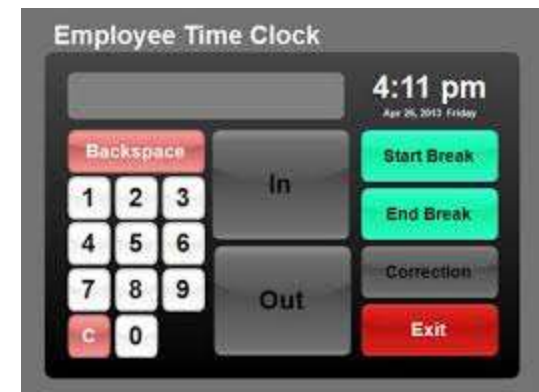 Employee Time Clock
4:11 pm
Apr 26, 2013 Friday
Backspace
In
Start Break
1 2 3
End Break
4 5 6
Correction
7 8 9
Out
C 0
Exit